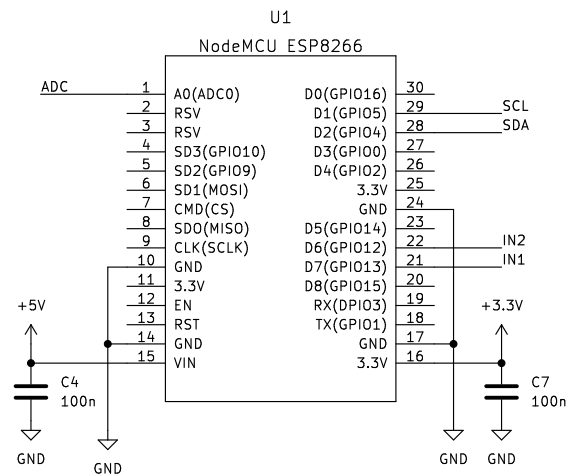 U1
NodeMCU ESP8266
ADC 1 A0(ADC0) D0(GPIO16) 30
2 RSV D1(GPIO5) 29 SCL
3 RSV D2(GPIO4) 28 SDA
4 SD3(GPIO10) D3(GPIO0) 27
5 SD2(GPIO9) D4(GPIO2) 26
6 SD1(MOSI) 3.3V 25
7 CMD(CS) GND 24
8 SDO(MISO) D5(GPIO14) 23
9 CLK(SCLK) D6(GPIO12) 22 IN2
10 GND D7(GPIO13) 21 IN1
11 3.3V D8(GPIO15) 20
+5V 12 EN RX(DPIO3) 19 +3.3V
13 RST TX(GPIO1) 18
14 GND GND 17
15 VIN 3.3V 16
C4 C7
100n 100n
GND GND GND GND